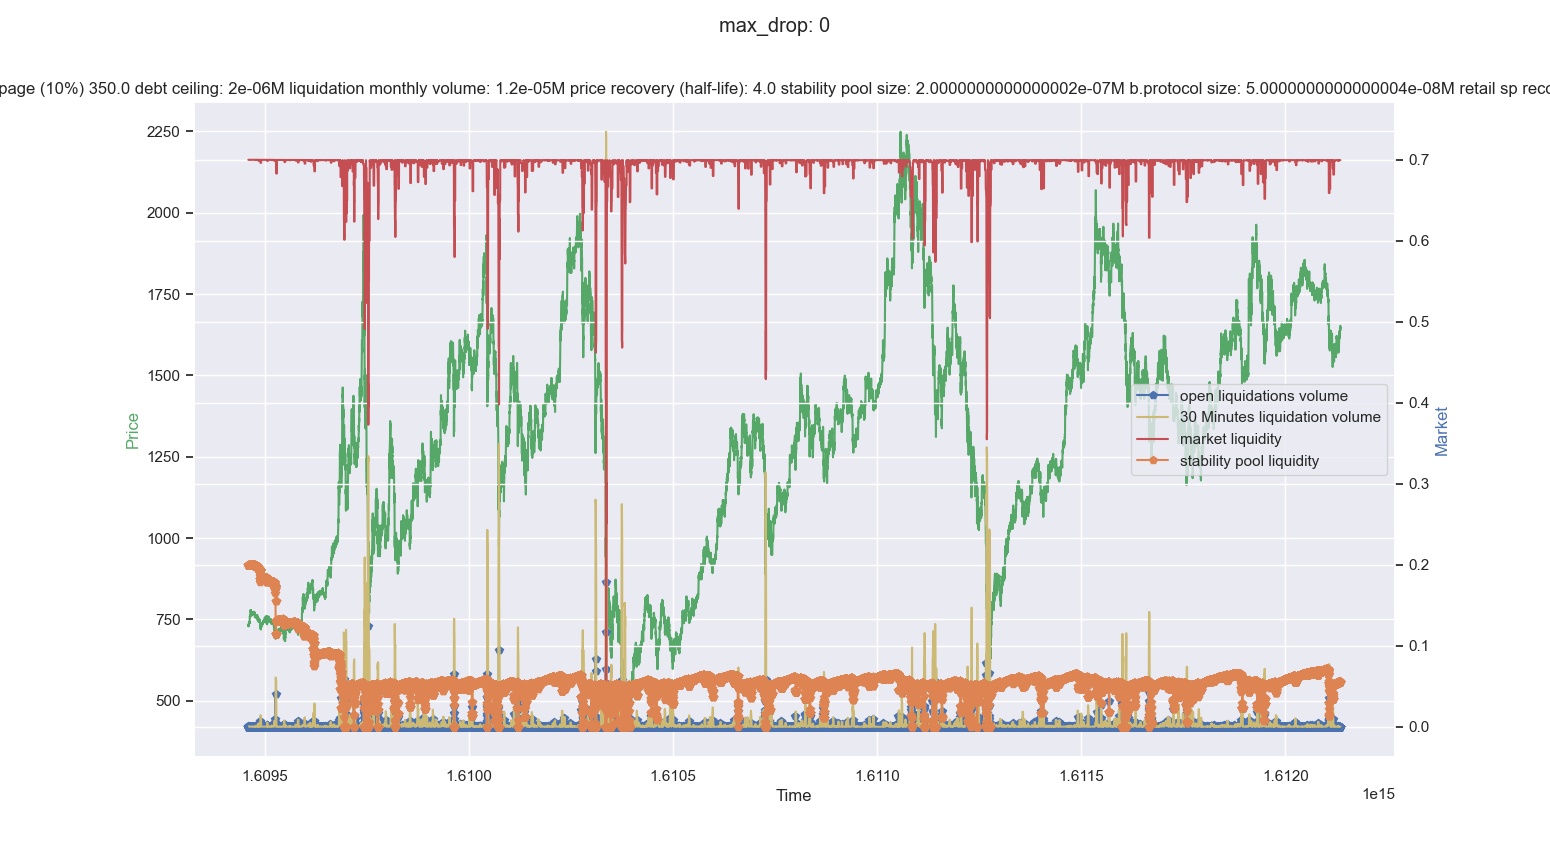 max_drop: 0
page (10%) 350.0 debt ceiling: 2e-06M liquidation monthly volume: 1.2e-05M price recovery (half-life): 4.0 stability pool size: 2.0000000000000002e-07M b.protocol size: 5.0000000000000004e-08M retail sp reco
2250
2000
1750
1500
1250
1000
750
500
Price
0.7
0.6
0.5
0.4
0.3
0.2
0.1
0.0
Market
open liquidations volume
30 Minutes liquidation volume
market liquidity
stability pool liquidity
1.6095 1.6100 1.6105 1.6110 1.6115 1.6120
Time
1e15